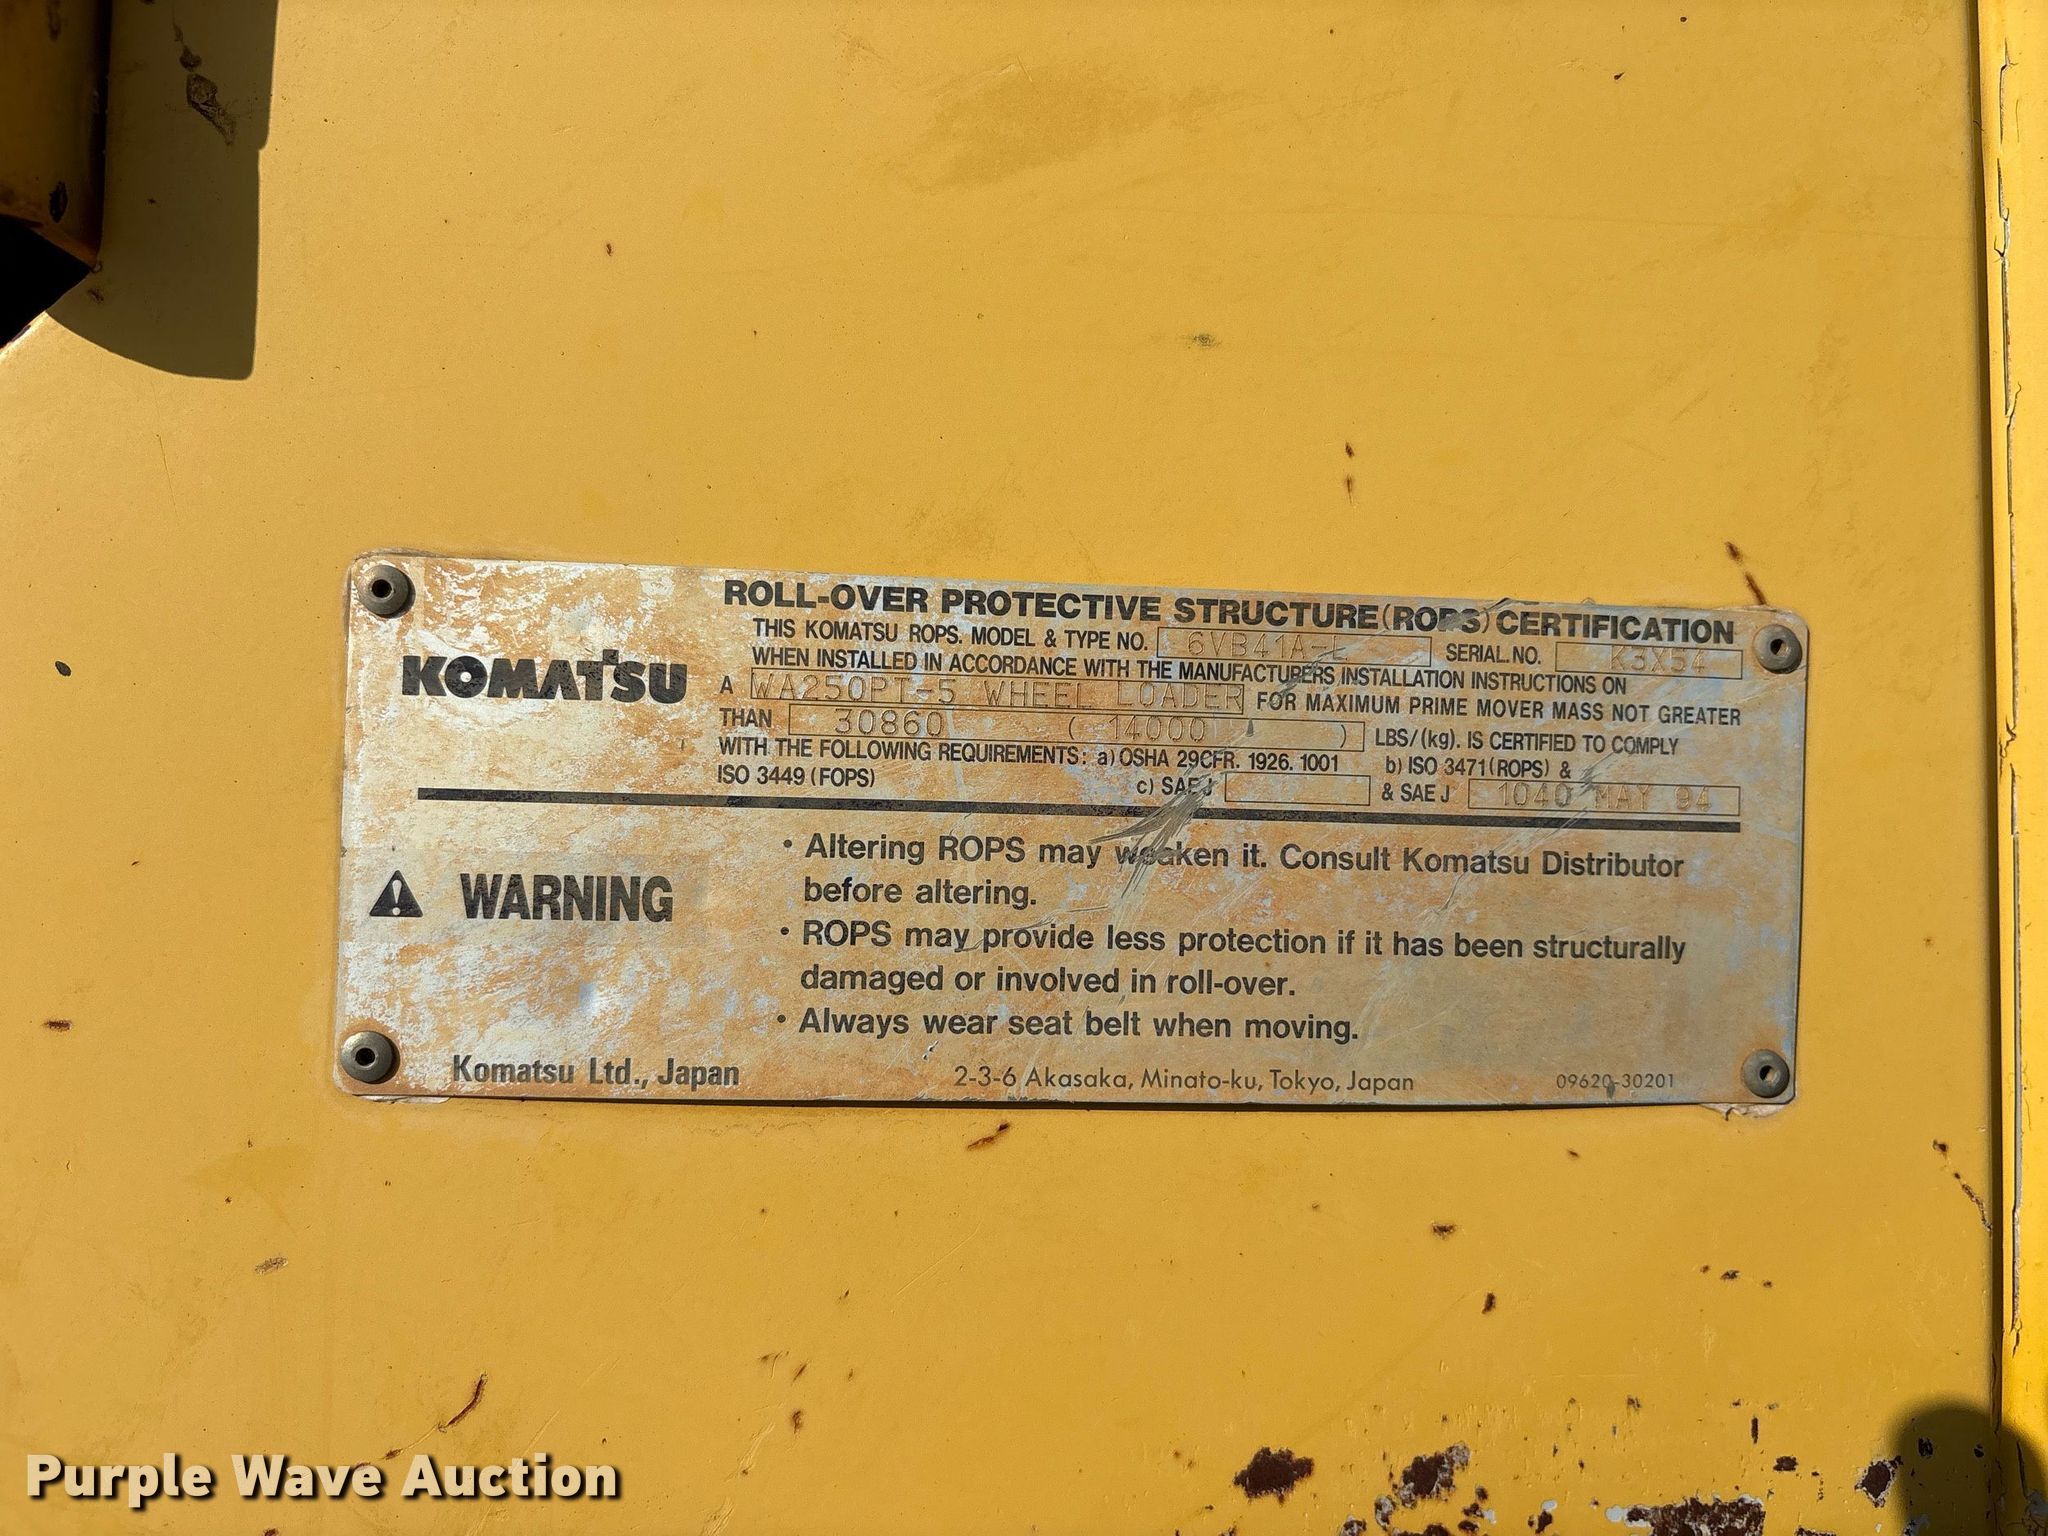 KOMATSU
ROLL-OVER PROTECTIVE STRUCTURE (ROPS) CERTIFICATION
THIS KOMATSU ROPS. MODEL & TYPE NO. 6VB41A-L SERIAL. NO. K3X54
WHEN INSTALLED IN ACCORDANCE WITH THE MANUFACTURERS INSTALLATION INSTRUCTIONS ON
A WA250PT-5 WHEEL LOADER FOR MAXIMUM PRIME MOVER MASS NOT GREATER
THAN 30860 ( 14000 ) LBS/(kg). IS CERTIFIED TO COMPLY
WITH THE FOLLOWING REQUIREMENTS: a) OSHA 29CFR. 1926. 1001 b) ISO 3471 (ROPS) &
ISO 3449 (FOPS) c) SAE J & SAE J 1040 MAY 94
WARNING
• Altering ROPS may weaken it. Consult Komatsu Distributor
before altering.
• ROPS may provide less protection if it has been structurally
damaged or involved in roll-over.
• Always wear seat belt when moving.
Komatsu Ltd., Japan 2-3-6 Akasaka, Minato-ku, Tokyo, Japan 09620-30201
Purple Wave Auction